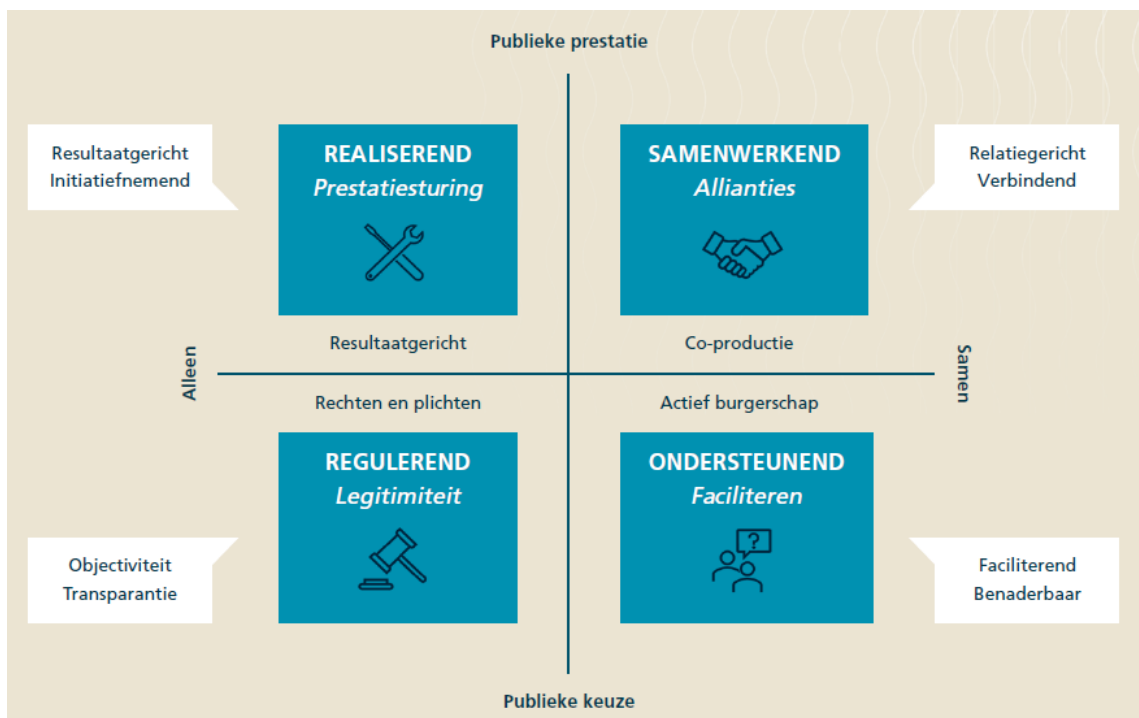 Publieke prestatie
Resultaatgericht
Initiatiefnemend
REALISEREND
Prestatiesturing
SAMENWERKEND
Allianties
Relatiegericht
Verbindend
Resultaatgericht
Co-productie
Alleen
Samen
Rechten en plichten
Actief burgerschap
REGULEREND
Legitimiteit
ONDERSTEUNEND
Faciliteren
?
Objectiviteit
Transparantie
Faciliterend
Benaderbaar
Publieke keuze